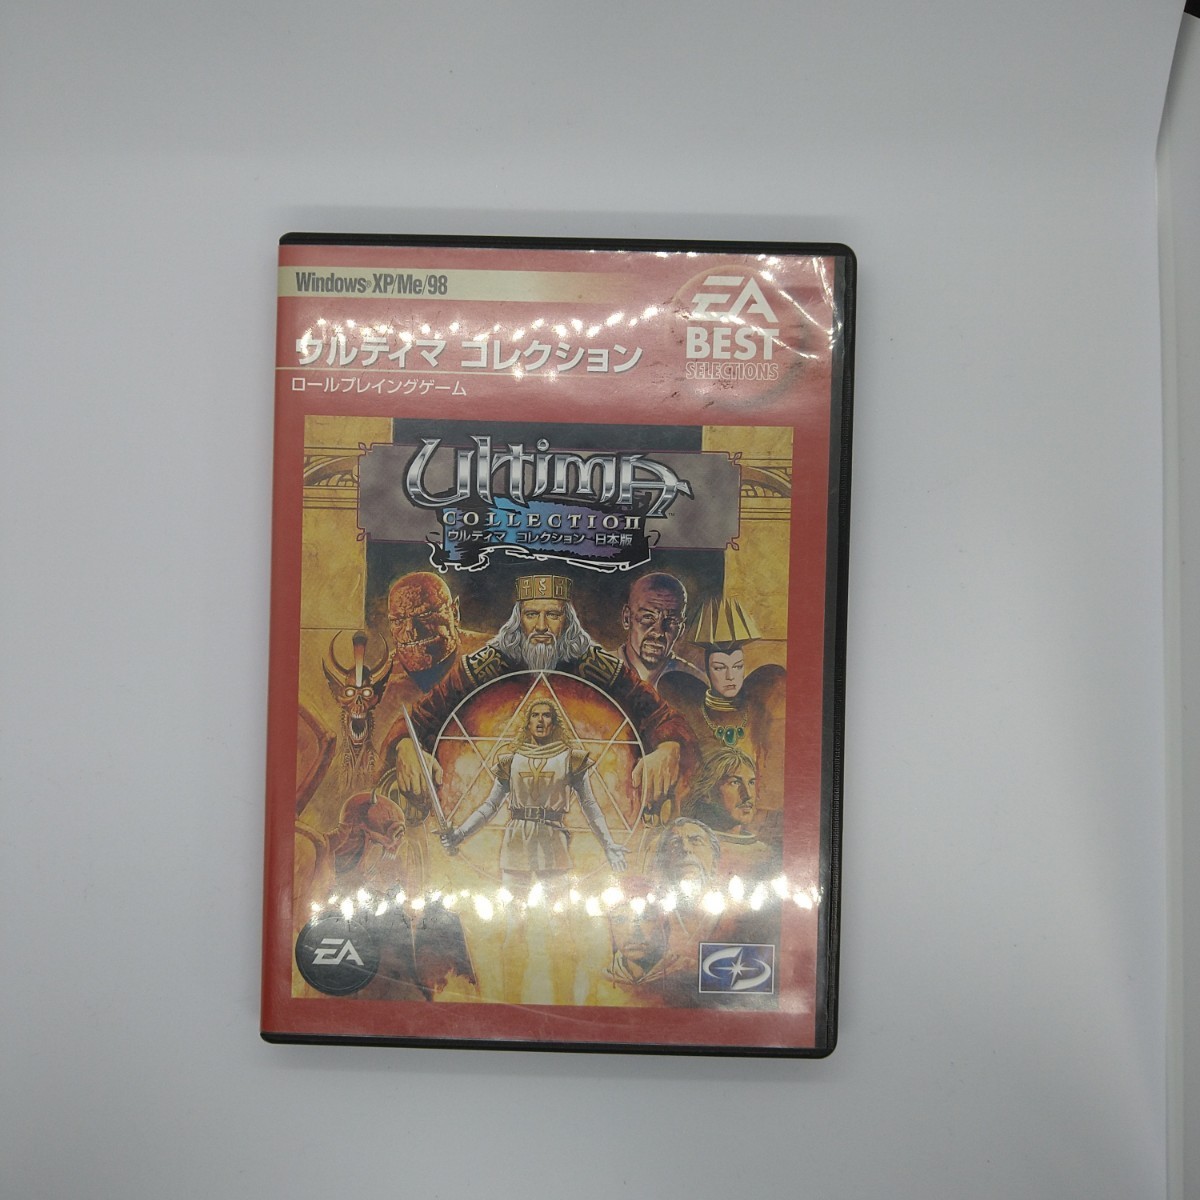 Windows® XP/Me/98
EA
BEST
SELECTIONS
ウルティマ コレクション
ロールプレイングゲーム
Ultima™
COLLECTION
ウルティマ コレクション 日本版
EA